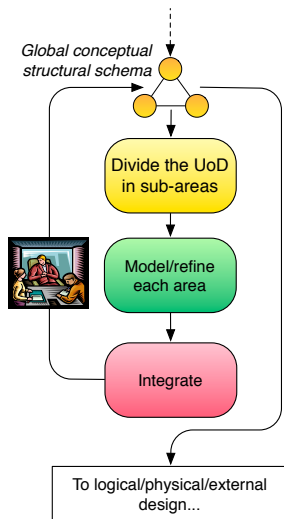 Global conceptual
structural schema
Divide the UoD
in sub-areas
Model/refine
each area
Integrate
To logical/physical/external
design...